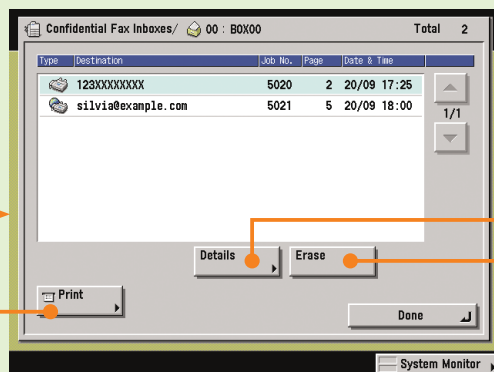 Confidential Fax Inboxes/ 00 : BOX00 Total 2
Type Destination Job No. Page Date & Time
123XXXXXXXX 5020 2 20/09 17:25
silvia@example.com 5021 5 20/09 18:00
1/1
Details Erase
Print
Done
System Monitor